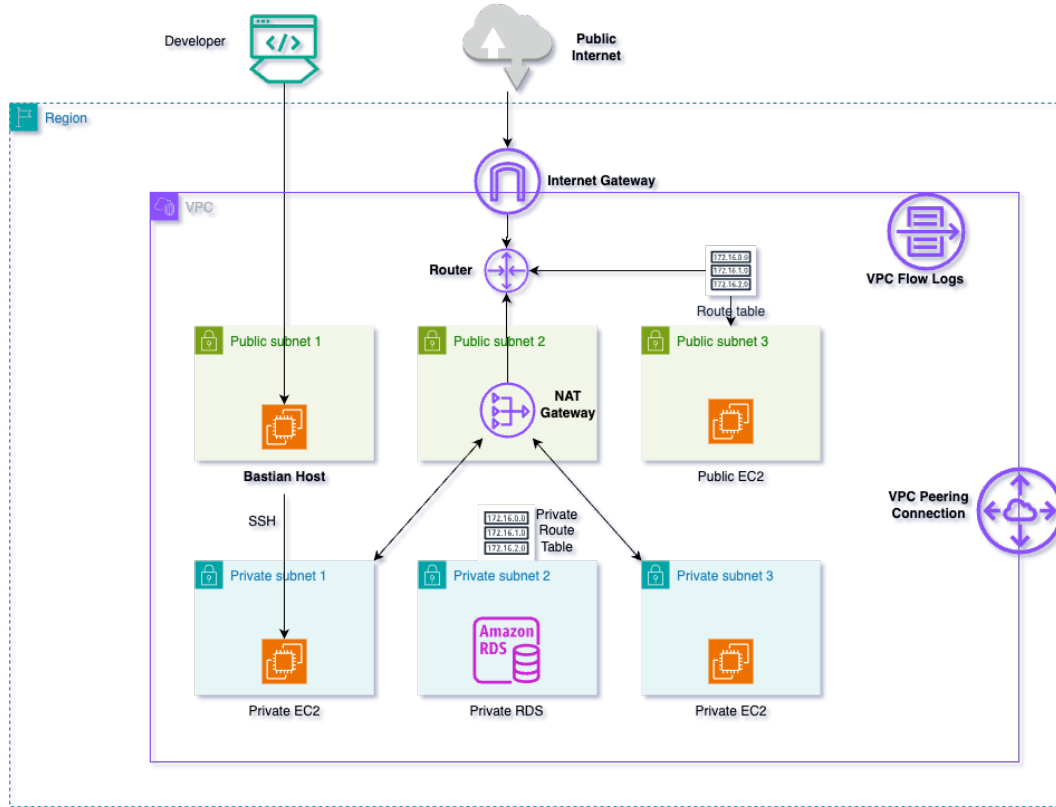 Developer
Public
Internet
Region
Internet Gateway
VPC
Router
172.16.0.0
172.16.1.0
172.16.2.0
Route table
VPC Flow Logs
Public subnet 1
Public subnet 2
Public subnet 3
NAT
Gateway
Bastian Host
Public EC2
SSH
172.16.0.0
172.16.1.0
172.16.2.0
Private
Route
Table
VPC Peering
Connection
Private subnet 1
Private subnet 2
Private subnet 3
Amazon
RDS
Private EC2
Private RDS
Private EC2